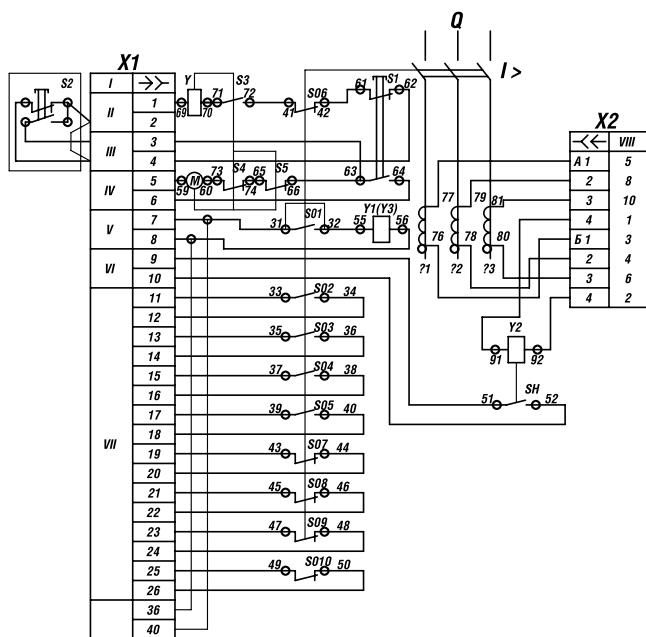 Q
X1
S2
I
Y
71
S3
72
S06
61
S1
62
I >
II
1
69
70
41
42
2
X2
III
3
VIII
4
63
64
A 1
5
IV
5
M
73
S4
65
S5
77
79
81
2
8
59
60
74
66
3
10
6
4
1
V
7
31
S01
32
55
Y1(Y3)
56
76
78
80
Б 1
3
8
2
4
VI
9
?1
?2
?3
3
6
10
4
2
11
33
S02
34
12
Y2
13
35
S03
36
14
91
92
15
37
S04
38
16
SH
17
39
S05
40
51
52
18
VII
19
43
S07
44
20
21
45
S08
46
22
23
47
S09
48
24
25
49
S010
50
26
36
40